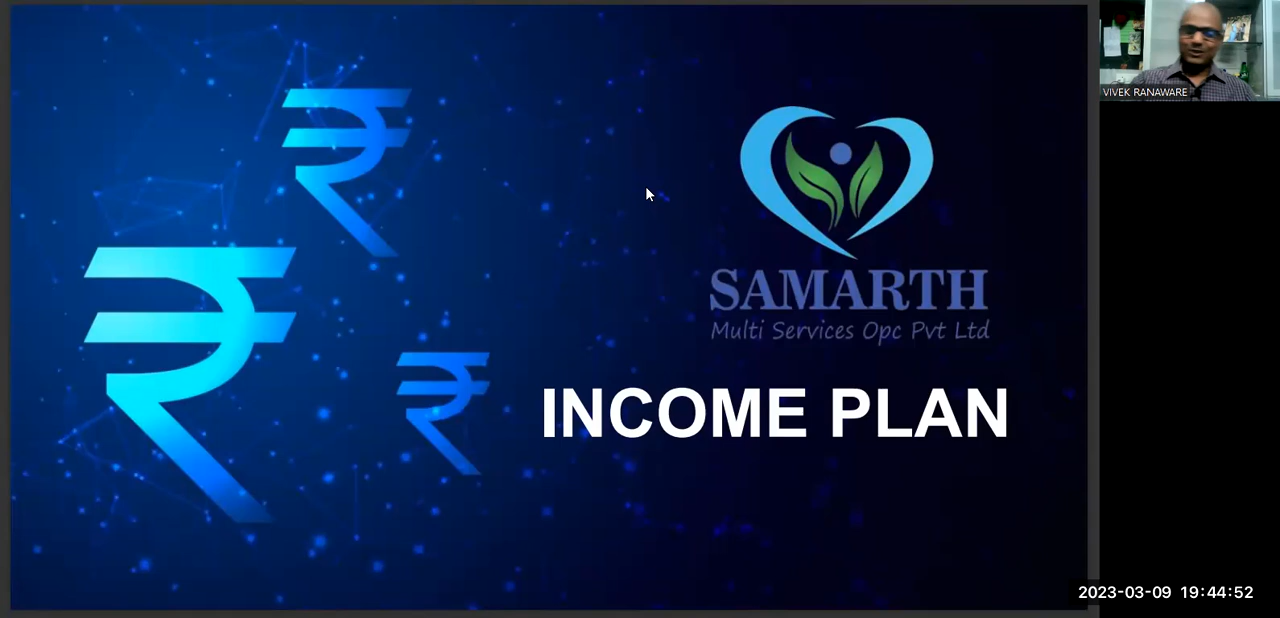 VIVEK RANAWARE
₹
₹
₹
SAMARTH
Multi Services Opc Pvt Ltd
INCOME PLAN
2023-03-09 19:44:52